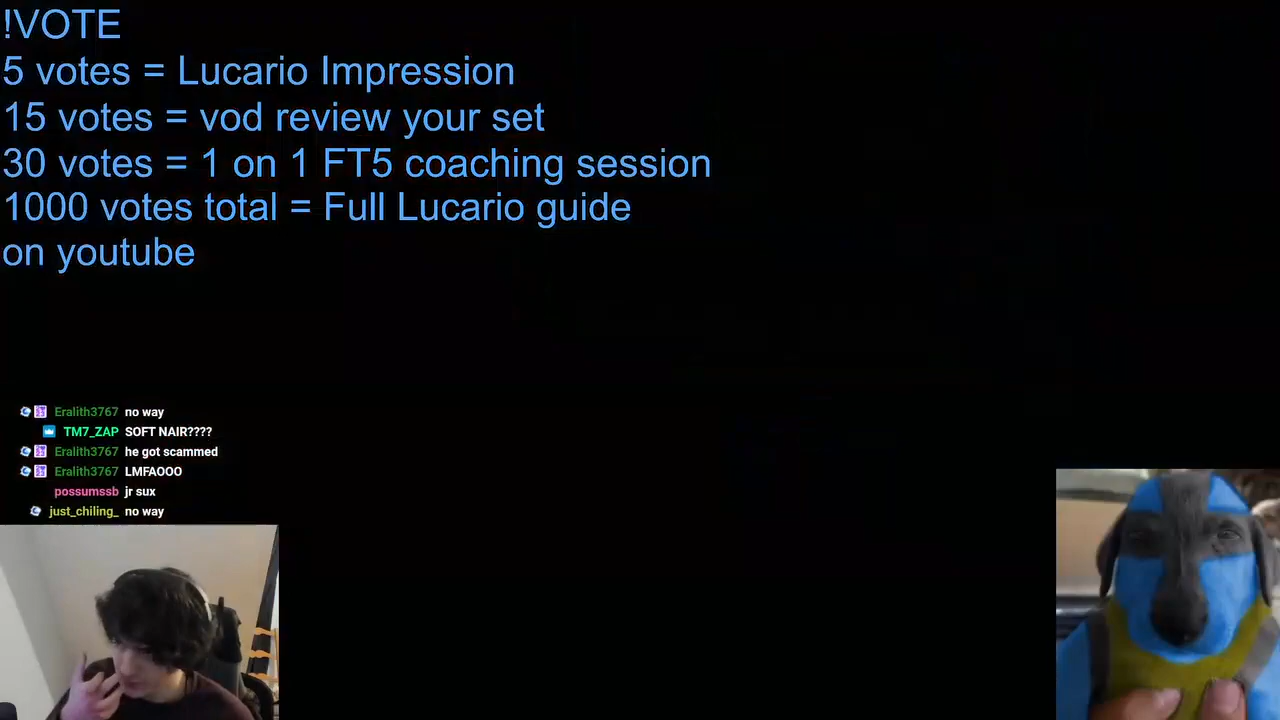 !VOTE
5 votes = Lucario Impression
15 votes = vod review your set
30 votes = 1 on 1 FT5 coaching session
1000 votes total = Full Lucario guide
on youtube
Eralith3767 no way
TM7_ZAP SOFT NAIR????
Eralith3767 he got scammed
Eralith3767 LMFAOOO
possumssb jr sux
just_chiling_ no way